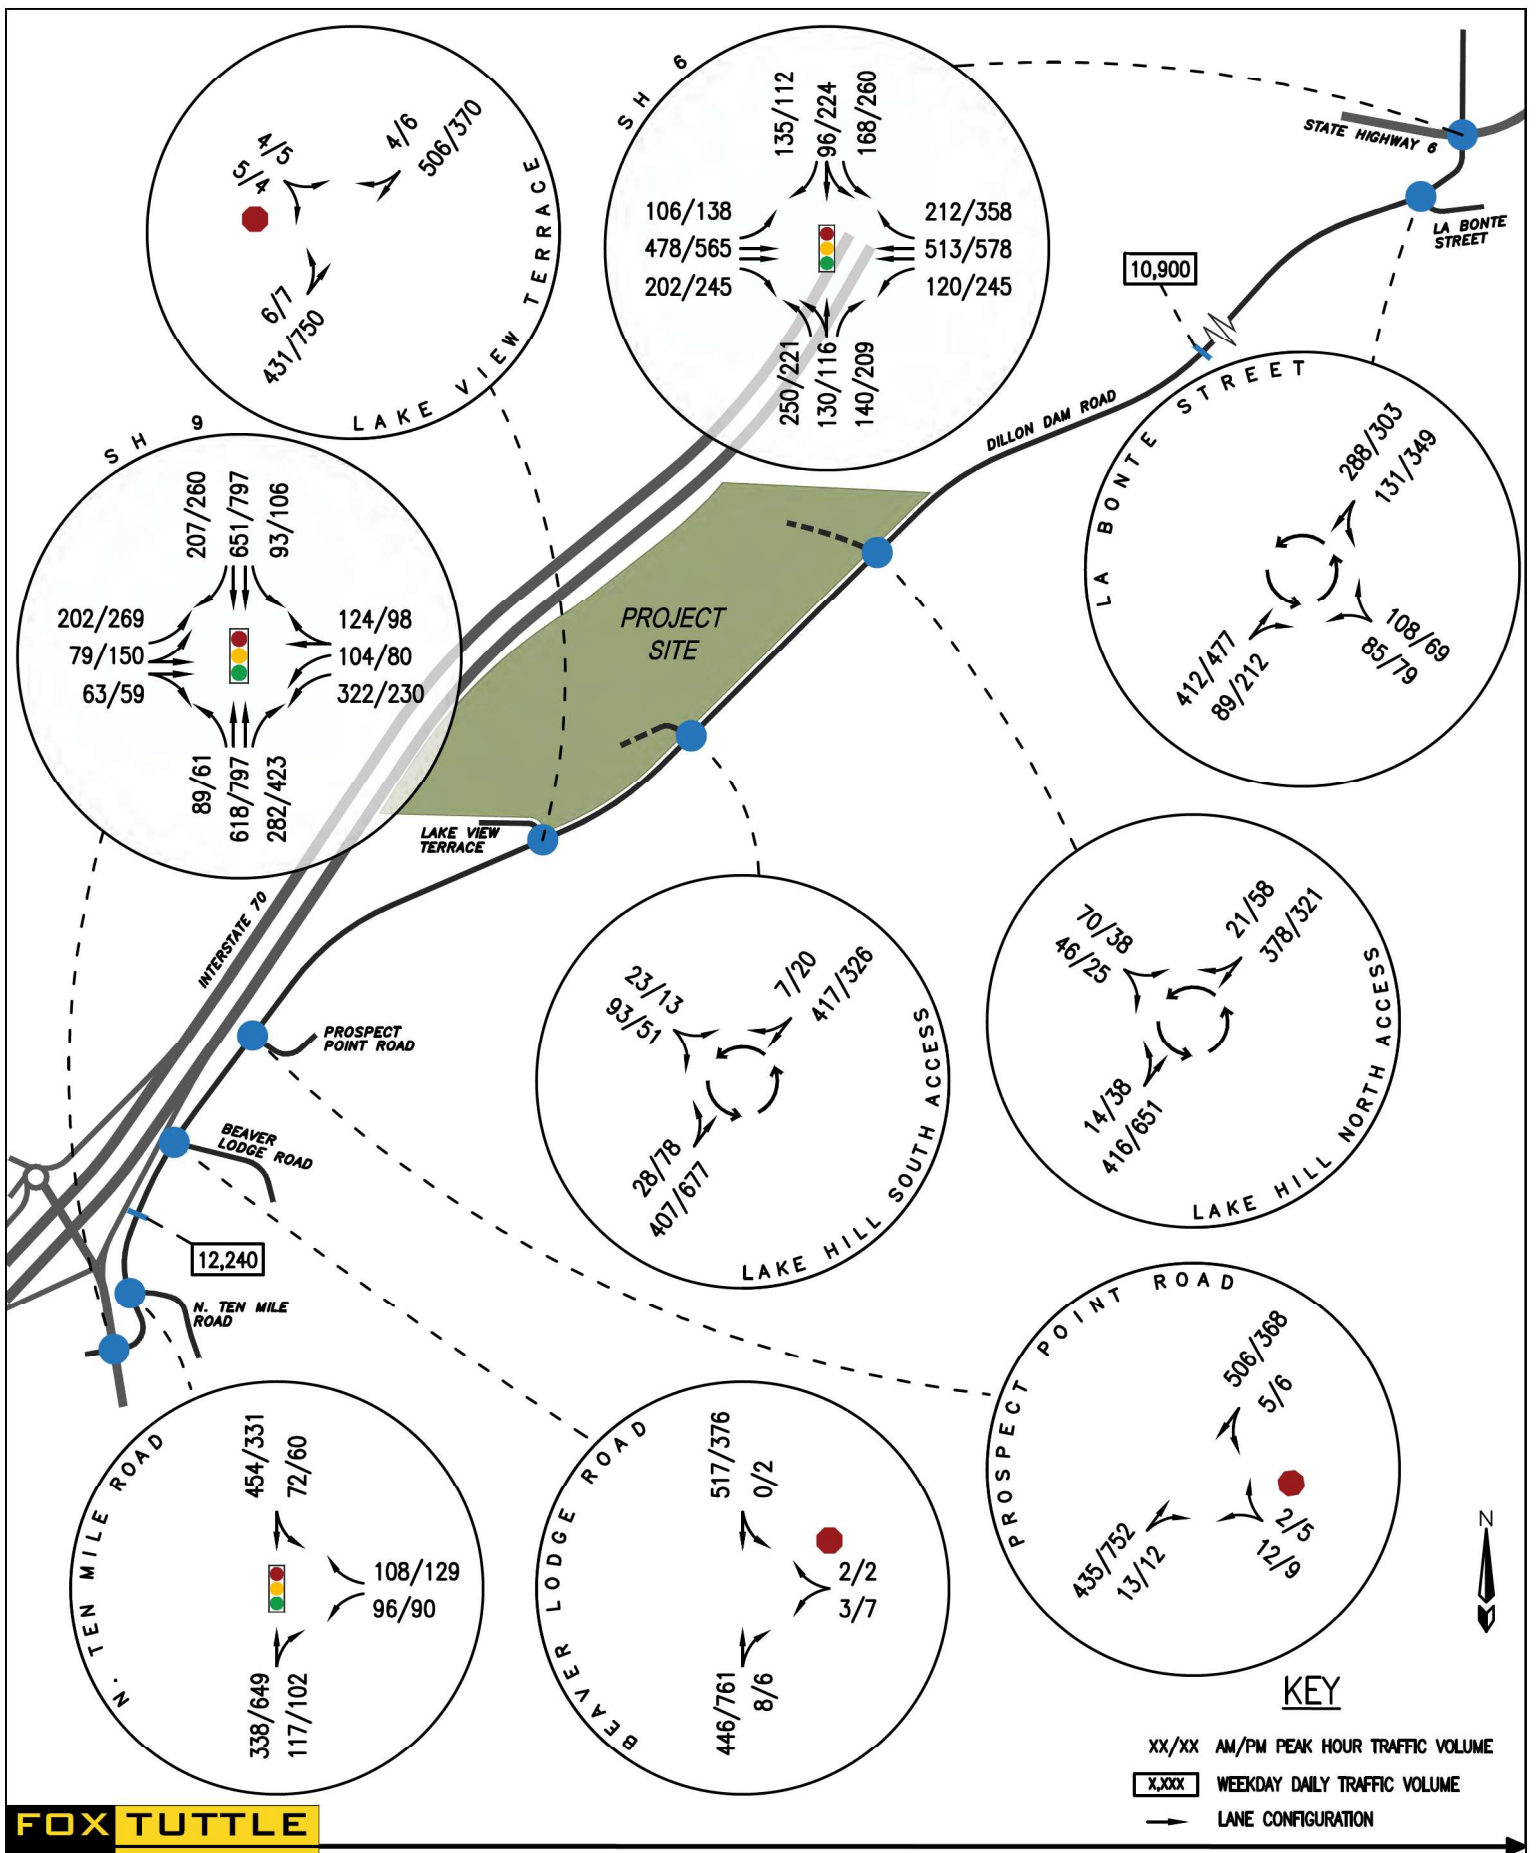 LAKE VIEW TERRACE
4/5
5/4
4/6
506/370
6/7
431/750
SH 6
135/112
96/224
168/260
106/138
478/565
202/245
212/358
513/578
120/245
250/221
130/116
140/209
STATE HIGHWAY 6
LA BONTE
STREET
10,900
DILLON DAM ROAD
SH 9
207/260
651/797
93/106
202/269
79/150
63/59
124/98
104/80
322/230
89/61
618/797
282/423
PROJECT
SITE
LA BONTE STREET
288/303
131/349
412/477
89/212
108/69
85/79
LAKE VIEW
TERRACE
INTERSTATE 70
PROSPECT
POINT ROAD
BEAVER
LODGE ROAD
12,240
N. TEN MILE
ROAD
LAKE HILL SOUTH ACCESS
23/13
93/51
7/20
417/326
28/78
407/677
LAKE HILL NORTH ACCESS
70/38
46/25
21/58
378/321
14/38
416/651
N. TEN MILE ROAD
454/331
72/60
108/129
96/90
338/649
117/102
BEAVER LODGE ROAD
517/376
0/2
2/2
3/7
446/761
8/6
PROSPECT POINT ROAD
506/368
5/6
435/752
13/12
2/5
12/9
N
KEY
XX/XX AM/PM PEAK HOUR TRAFFIC VOLUME
X,XXX WEEKDAY DAILY TRAFFIC VOLUME
LANE CONFIGURATION
FOX TUTTLE